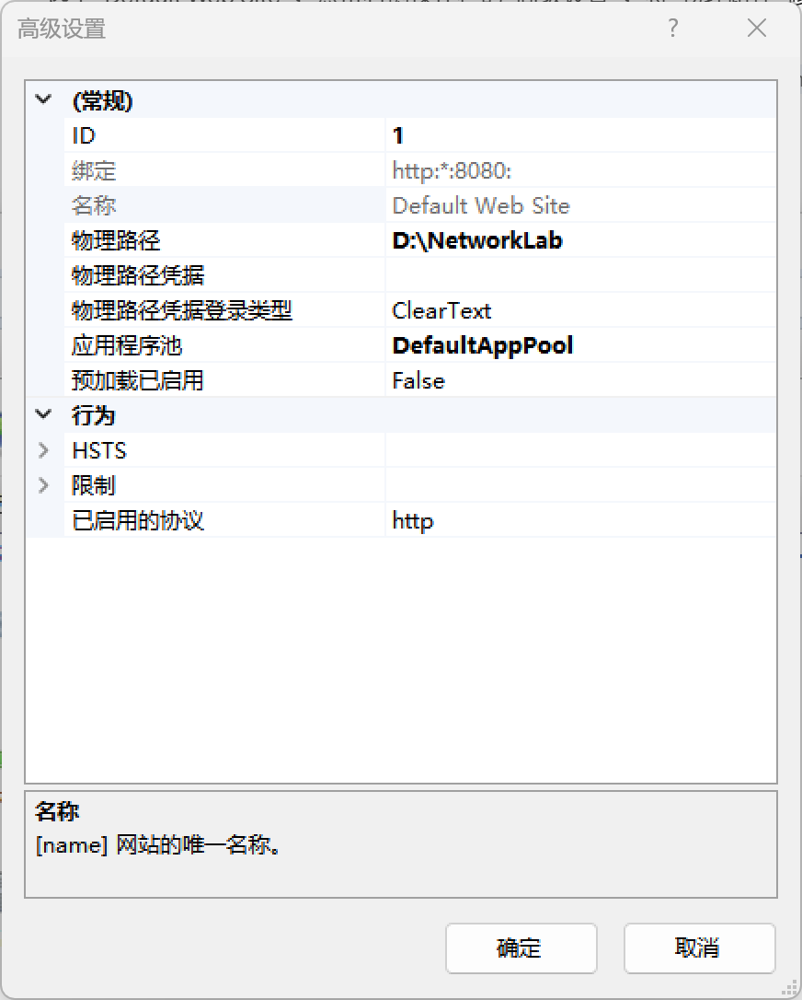 高级设置
(常规)
ID 1
绑定 http:*:8080:
名称 Default Web Site
物理路径 D:\NetworkLab
物理路径凭据
物理路径凭据登录类型 ClearText
应用程序池 DefaultAppPool
预加载已启用 False
行为
HSTS
限制
已启用的协议 http
名称
[name] 网站的唯一名称。
确定 取消